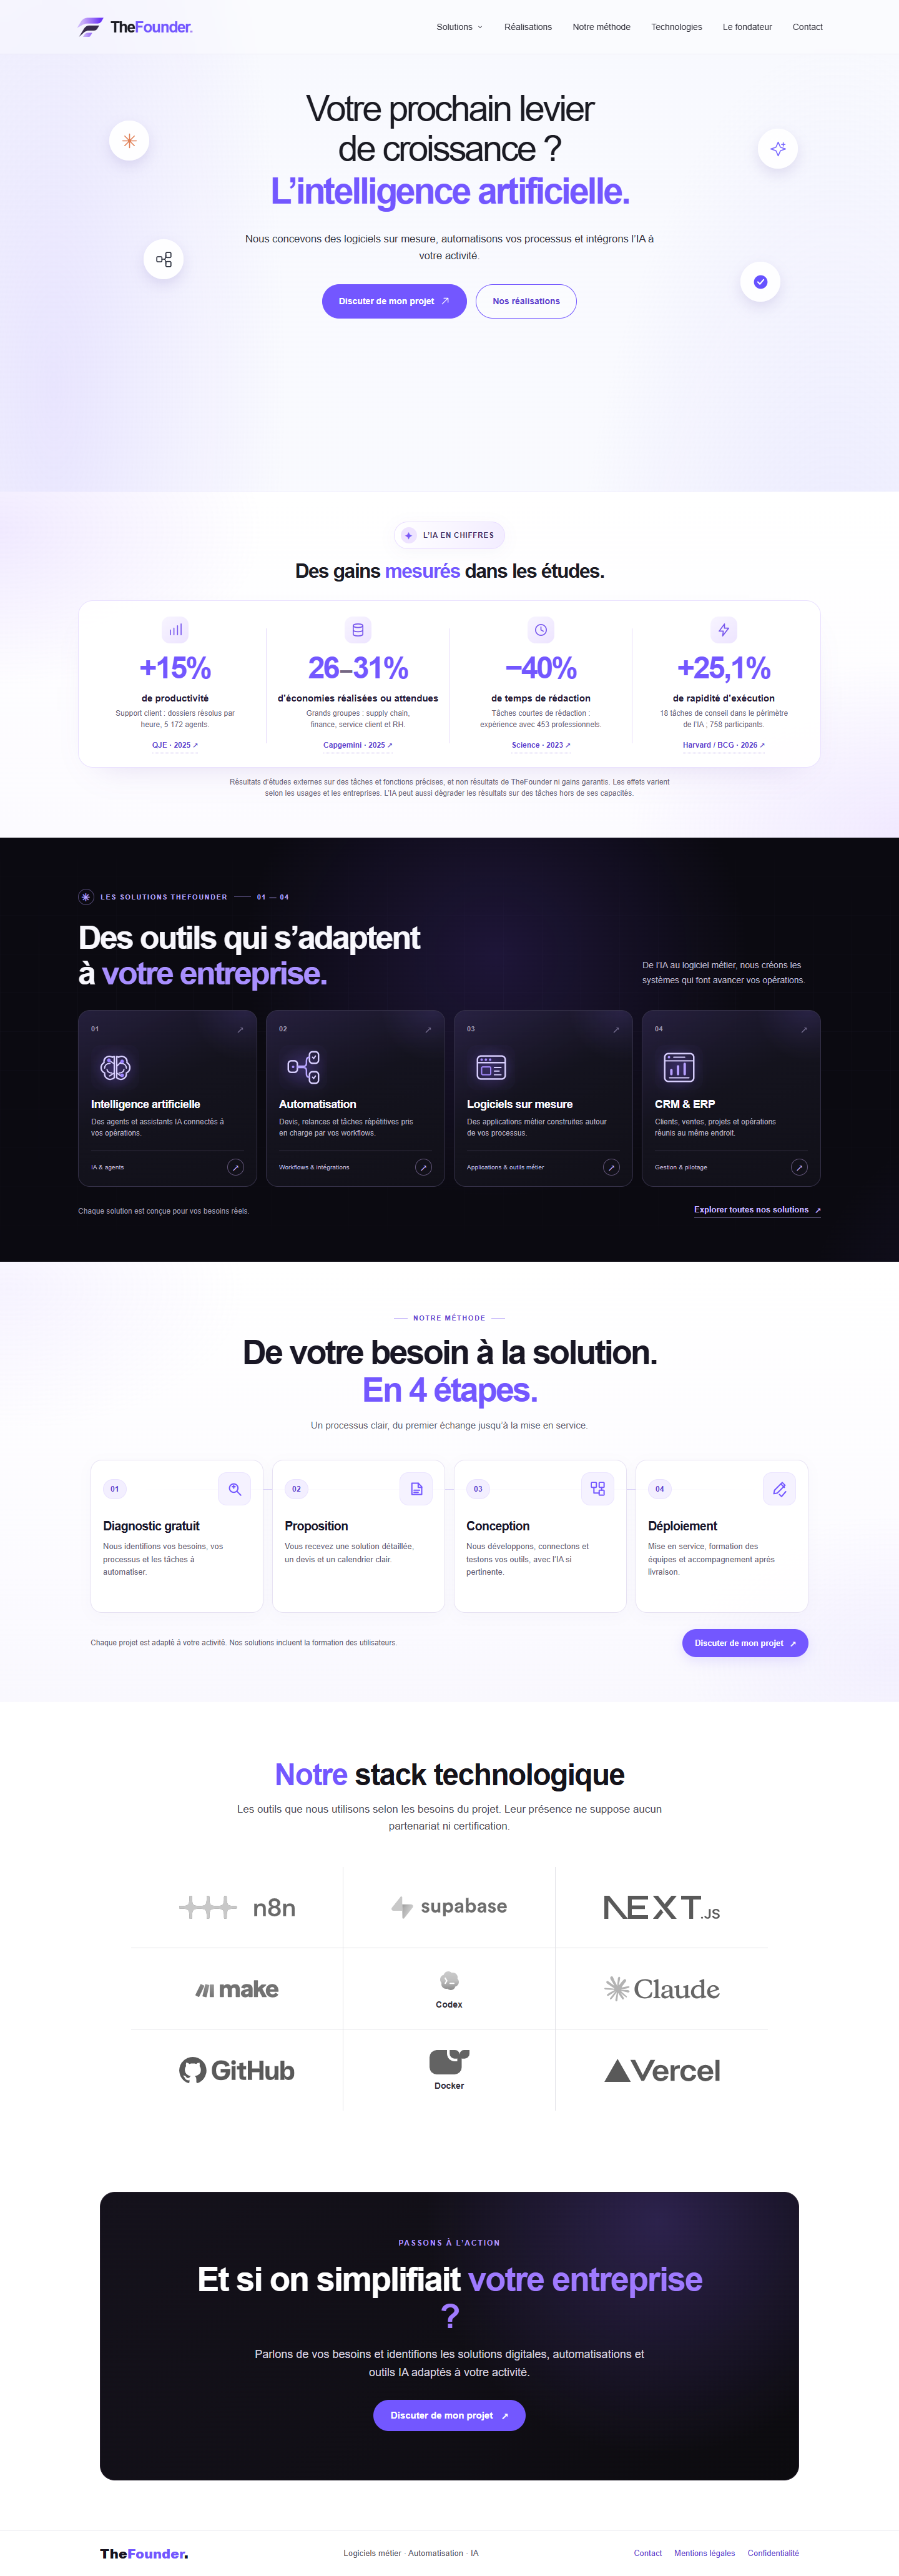 TheFounder.
Solutions
Réalisations
Notre méthode
Technologies
Le fondateur
Contact
Votre prochain levier
de croissance ?
L’intelligence artificielle.
Nous concevons des logiciels sur mesure, automatisons vos processus et intégrons l’IA à
votre activité.
Discuter de mon projet
Nos réalisations
L’IA EN CHIFFRES
Des gains mesurés dans les études.
+15%
de productivité
Support client : dossiers résolus par
heure, 5 172 agents.
QJE · 2025 ↗
26–31%
d’économies réalisées ou attendues
Grands groupes : supply chain,
finance, service client et RH.
Capgemini · 2025 ↗
−40%
de temps de rédaction
Tâches courtes de rédaction :
expérience avec 453 professionnels.
Science · 2023 ↗
+25,1%
de rapidité d’exécution
18 tâches de conseil dans le périmètre
de l’IA ; 758 participants.
Harvard / BCG · 2026 ↗
Résultats d’études externes sur des tâches et fonctions précises, et non résultats de TheFounder ni gains garantis. Les effets varient
selon les usages et les entreprises. L’IA peut aussi dégrader les résultats sur des tâches hors de ses capacités.
LES SOLUTIONS THEFOUNDER
01 — 04
Des outils qui s’adaptent
à votre entreprise.
De l’IA au logiciel métier, nous créons les
systèmes qui font avancer vos opérations.
01 ↗
Intelligence artificielle
Des agents et assistants IA connectés à
vos opérations.
IA & agents ↗
02 ↗
Automatisation
Devis, relances et tâches répétitives pris
en charge par vos workflows.
Workflows & intégrations ↗
03 ↗
Logiciels sur mesure
Des applications métier construites autour
de vos processus.
Applications & outils métier ↗
04 ↗
CRM & ERP
Clients, ventes, projets et opérations
réunis au même endroit.
Gestion & pilotage ↗
Chaque solution est conçue pour vos besoins réels.
Explorer toutes nos solutions ↗
NOTRE MÉTHODE
De votre besoin à la solution.
En 4 étapes.
Un processus clair, du premier échange jusqu’à la mise en service.
01
Diagnostic gratuit
Nous identifions vos besoins, vos
processus et les tâches à
automatiser.
02
Proposition
Vous recevez une solution détaillée,
un devis et un calendrier clair.
03
Conception
Nous développons, connectons et
testons vos outils, avec l’IA si
pertinente.
04
Déploiement
Mise en service, formation des
équipes et accompagnement après
livraison.
Chaque projet est adapté à votre activité. Nos solutions incluent la formation des utilisateurs.
Discuter de mon projet ↗
Notre stack technologique
Les outils que nous utilisons selon les besoins du projet. Leur présence ne suppose aucun
partenariat ni certification.
n8n
supabase
NEXT.JS
make
Codex
Claude
GitHub
Docker
Vercel
PASSONS À L’ACTION
Et si on simplifiait votre entreprise
?
Parlons de vos besoins et identifions les solutions digitales, automatisations et
outils IA adaptés à votre activité.
Discuter de mon projet ↗
TheFounder.
Logiciels métier · Automatisation · IA
Contact
Mentions légales
Confidentialité